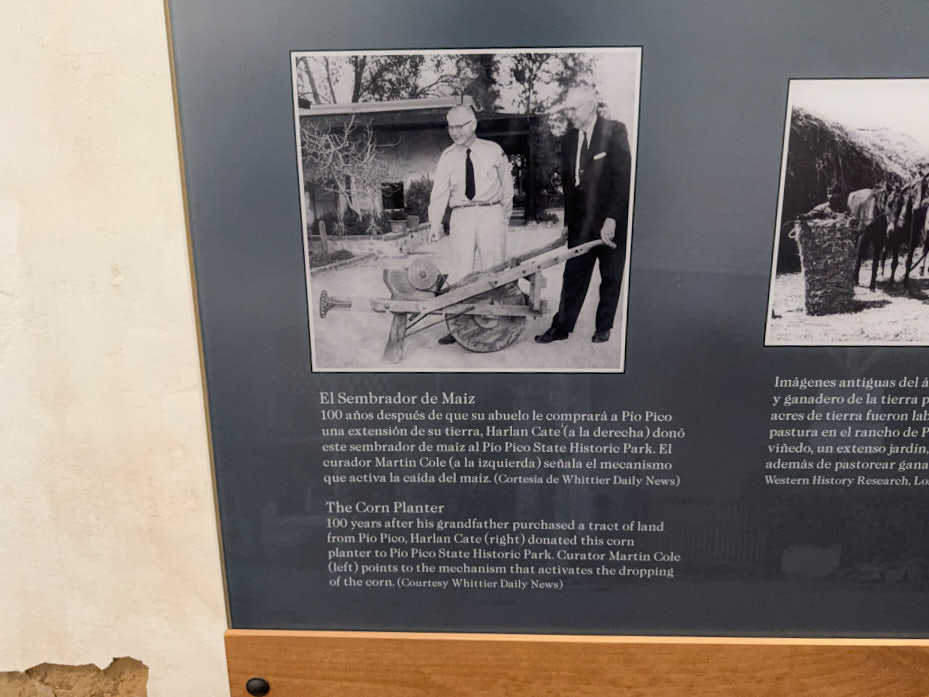 El Sembrador de Maíz
100 años después de que su abuelo le comprará a Pío Pico
una extensión de su tierra, Harlan Cate (a la derecha) donó
este sembrador de maíz al Pío Pico State Historic Park. El
curador Martin Cole (a la izquierda) señala el mecanismo
que activa la caída del maíz. (Cortesia de Whittier Daily News)
The Corn Planter
100 years after his grandfather purchased a tract of land
from Pío Pico, Harlan Cate (right) donated this corn
planter to Pío Pico State Historic Park. Curator Martin Cole
(left) points to the mechanism that activates the dropping
of the corn. (Courtesy Whittier Daily News)
Imágenes antiguas del
y ganadero de la tierra
acres de tierra fueron
pastura en el rancho de
viñedo, un extenso jardín,
además de pastorear
Western History Research,